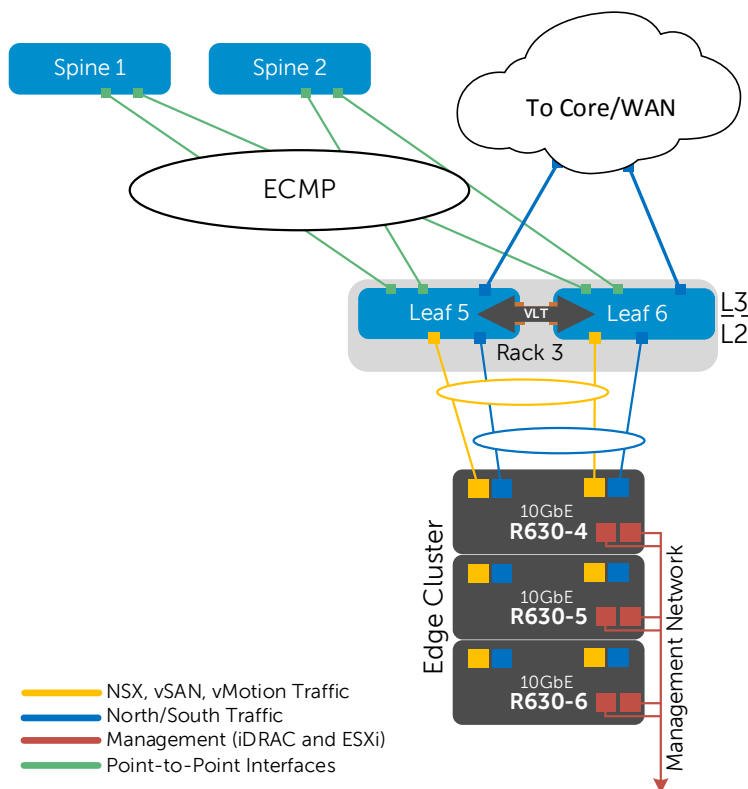 Spine 1
Spine 2
To Core/WAN
ECMP
Leaf 5
VLT
Leaf 6
L3
L2
Rack 3
Edge Cluster
10GbE
R630-4
10GbE
R630-5
10GbE
R630-6
Management Network
NSX, vSAN, vMotion Traffic
North/South Traffic
Management (iDRAC and ESXi)
Point-to-Point Interfaces